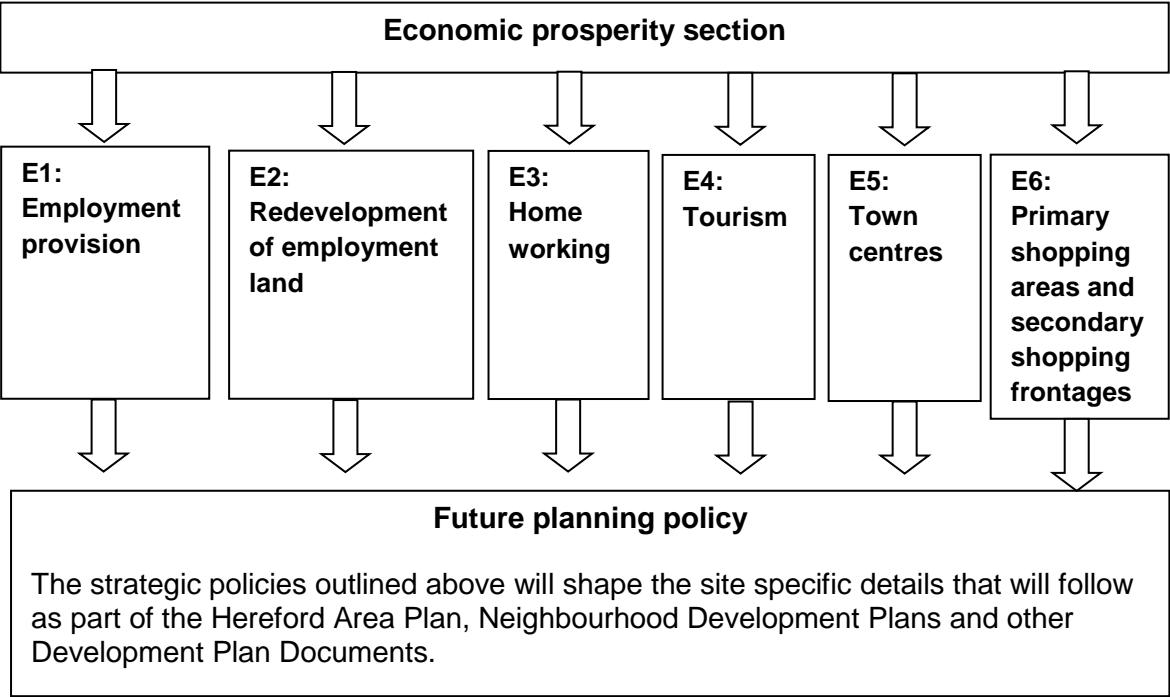 Economic prosperity section
E1:
Employment
provision
E2:
Redevelopment
of employment
land
E3:
Home
working
E4:
Tourism
E5:
Town
centres
E6:
Primary
shopping
areas and
secondary
shopping
frontages
Future planning policy
The strategic policies outlined above will shape the site specific details that will follow
as part of the Hereford Area Plan, Neighbourhood Development Plans and other
Development Plan Documents.